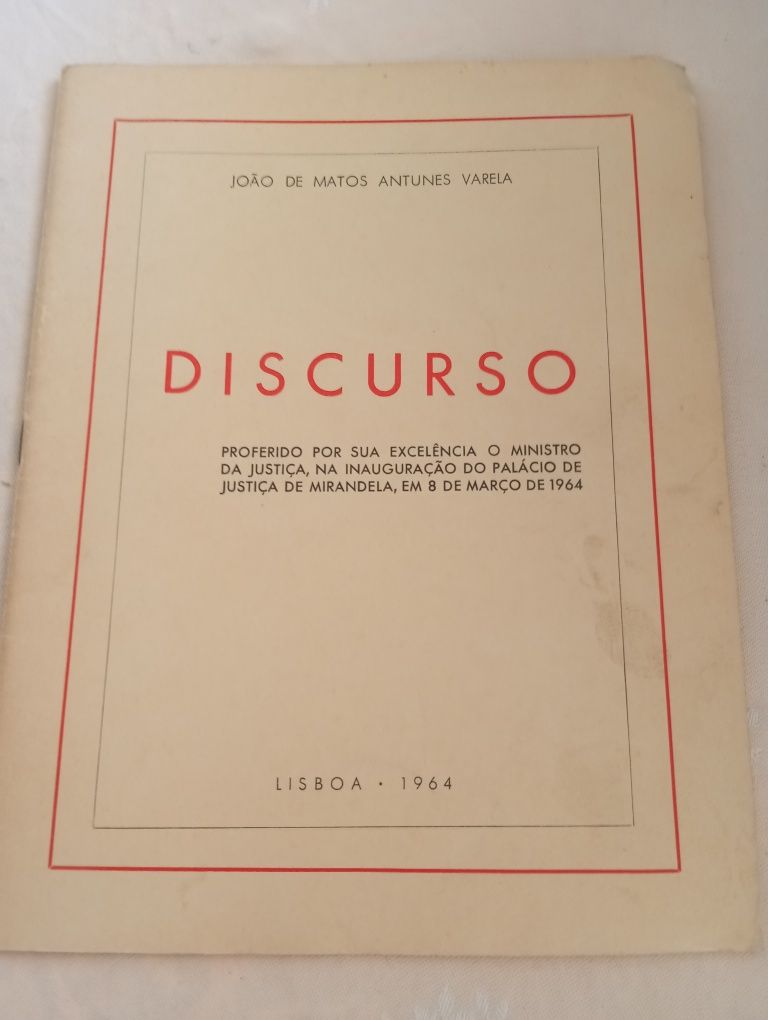 JOÃO DE MATOS ANTUNES VARELA
DISCURSO
PROFERIDO POR SUA EXCELÊNCIA O MINISTRO
DA JUSTIÇA, NA INAUGURAÇÃO DO PALÁCIO DE
JUSTIÇA DE MIRANDELA, EM 8 DE MARÇO DE 1964
LISBOA · 1964